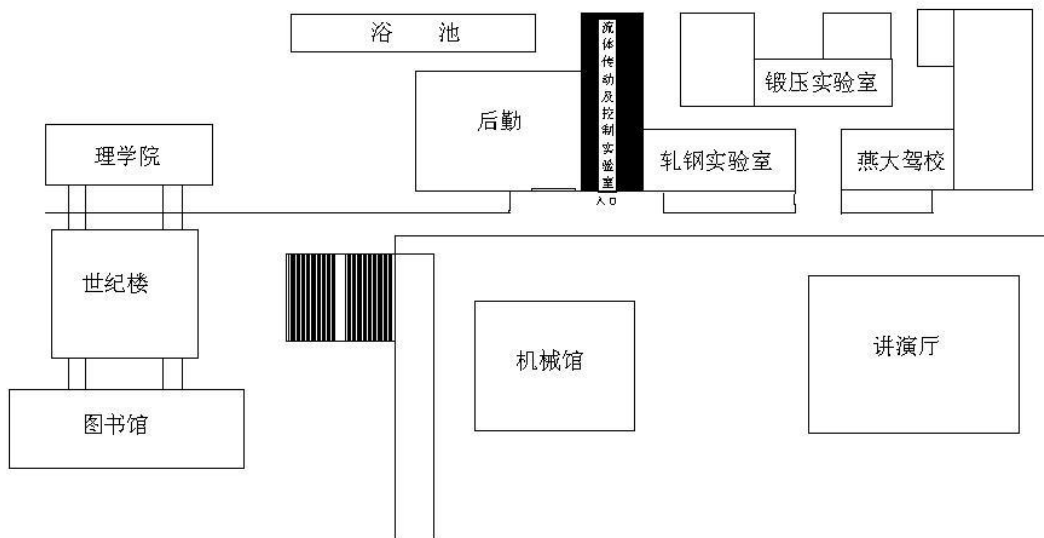 浴 池
流体传动及控制实验室
锻压实验室
后勤
理学院
轧钢实验室
燕大驾校
入口
世纪楼
机械馆
讲演厅
图书馆